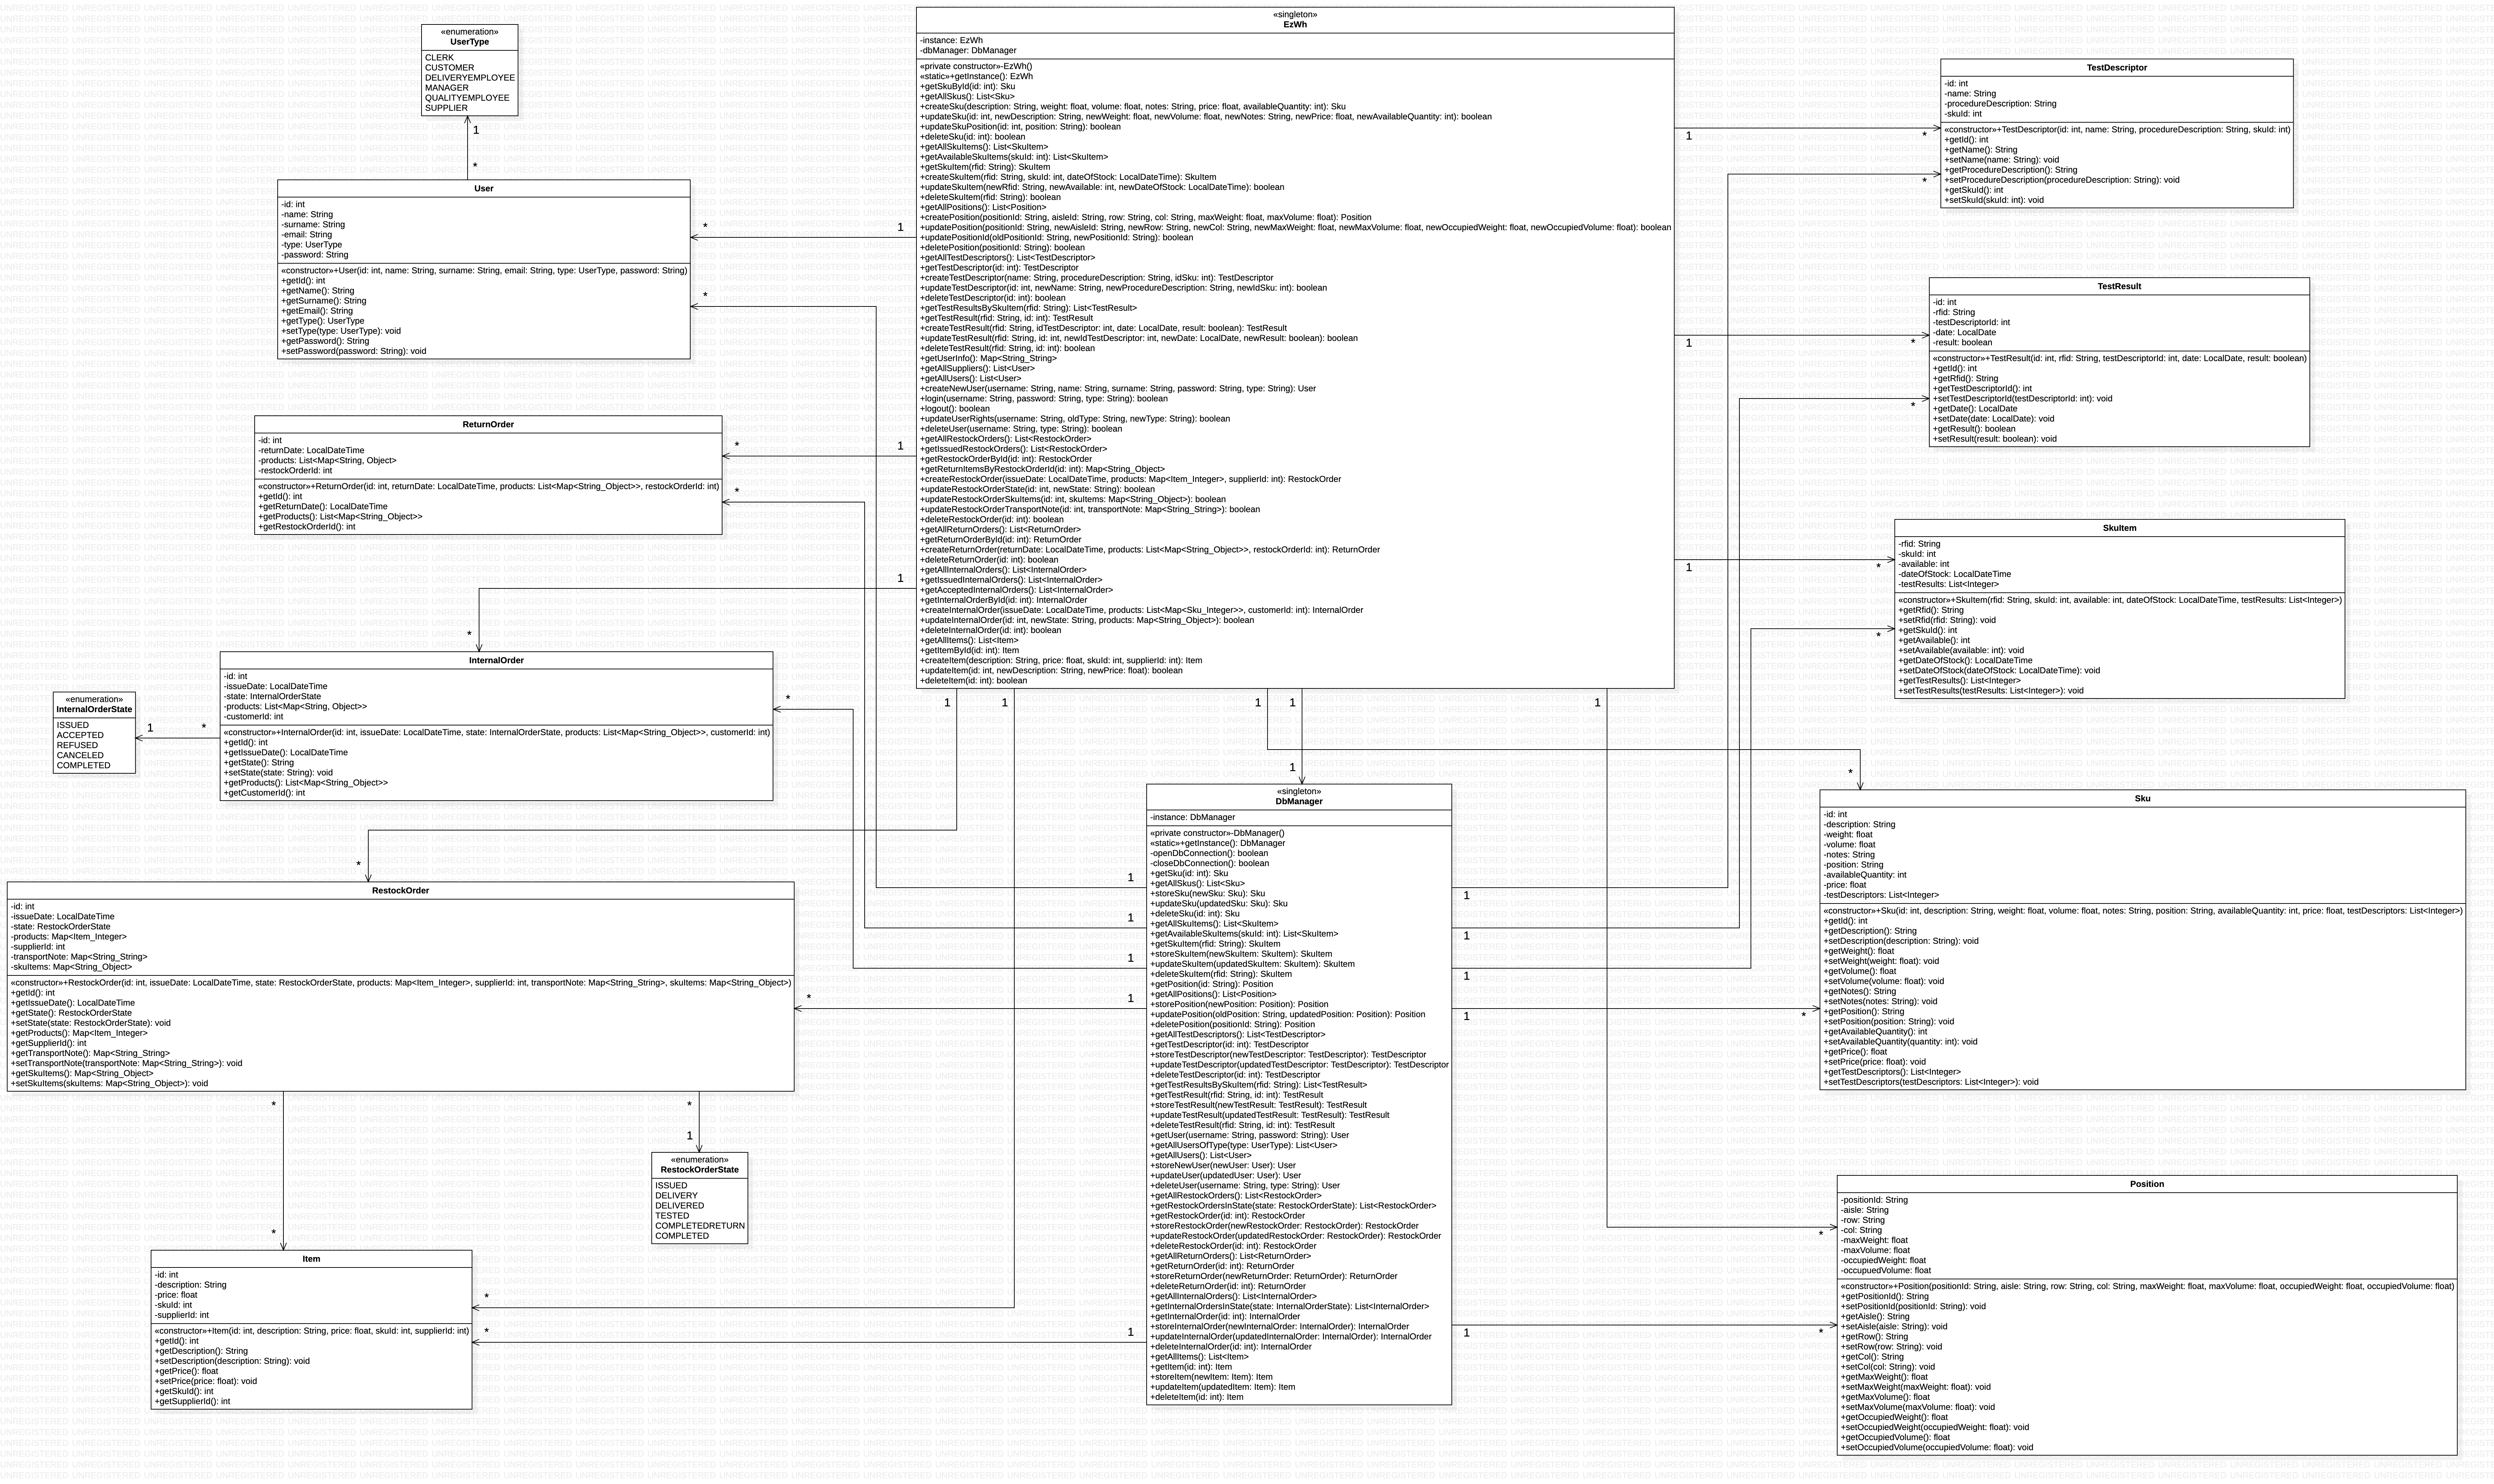 «enumeration»
UserType
CLERK
CUSTOMER
DELIVERYEMPLOYEE
MANAGER
QUALITYEMPLOYEE
SUPPLIER
1
*
User
-id: int
-name: String
-surname: String
-email: String
-type: UserType
-password: String
«constructor»+User(id: int, name: String, surname: String, email: String, type: UserType, password: String)
+getId(): int
+getName(): String
+getSurname(): String
+getEmail(): String
+getType(): UserType
+setType(type: UserType): void
+getPassword(): String
+setPassword(password: String): void
*
1
*
ReturnOrder
-id: int
-returnDate: LocalDateTime
-products: List<Map<String, Object>
-restockOrderId: int
«constructor»+ReturnOrder(id: int, returnDate: LocalDateTime, products: List<Map<String_Object>>, restockOrderId: int)
+getId(): int
+getReturnDate(): LocalDateTime
+getProducts(): List<Map<String_Object>>
+getRestockOrderId(): int
*
1
*
1
*
InternalOrder
-id: int
-issueDate: LocalDateTime
-state: InternalOrderState
-products: List<Map<String, Object>>
-customerId: int
«constructor»+InternalOrder(id: int, issueDate: LocalDateTime, state: InternalOrderState, products: List<Map<String_Object>>, customerId: int)
+getId(): int
+getIssueDate(): LocalDateTime
+getState(): String
+setState(state: String): void
+getProducts(): List<Map<String_Object>>
+getCustomerId(): int
*
«enumeration»
InternalOrderState
ISSUED
ACCEPTED
REFUSED
CANCELED
COMPLETED
1
*
*
RestockOrder
-id: int
-issueDate: LocalDateTime
-state: RestockOrderState
-products: Map<Item_Integer>
-supplierId: int
-transportNote: Map<String_String>
-skuItems: Map<String_Object>
«constructor»+RestockOrder(id: int, issueDate: LocalDateTime, state: RestockOrderState, products: Map<Item_Integer>, supplierId: int, transportNote: Map<String_String>, skuItems: Map<String_Object>)
+getId(): int
+getIssueDate(): LocalDateTime
+getState(): RestockOrderState
+setState(state: RestockOrderState): void
+getProducts(): Map<Item_Integer>
+getSupplierId(): int
+getTransportNote(): Map<String_String>
+setTransportNote(transportNote: Map<String_String>): void
+getSkuItems(): Map<String_Object>
+setSkuItems(skuItems: Map<String_Object>): void
*
*
*
*
1
«enumeration»
RestockOrderState
ISSUED
DELIVERY
DELIVERED
TESTED
COMPLETEDRETURN
COMPLETED
Item
-id: int
-description: String
-price: float
-skuId: int
-supplierId: int
«constructor»+Item(id: int, description: String, price: float, skuId: int, supplierId: int)
+getId(): int
+getDescription(): String
+setDescription(description: String): void
+getPrice(): float
+setPrice(price: float): void
+getSkuId(): int
+getSupplierId(): int
*
*
«singleton»
EzWh
-instance: EzWh
-dbManager: DbManager
«private constructor»-EzWh()
«static»+getInstance(): EzWh
+getSkuById(id: int): Sku
+getAllSkus(): List<Sku>
+createSku(description: String, weight: float, volume: float, notes: String, price: float, availableQuantity: int): Sku
+updateSku(id: int, newDescription: String, newWeight: float, newVolume: float, newNotes: String, newPrice: float, newAvailableQuantity: int): boolean
+updateSkuPosition(id: int, position: String): boolean
+deleteSku(id: int): boolean
+getAllSkuItems(): List<SkuItem>
+getAvailableSkuItems(skuId: int): List<SkuItem>
+getSkuItem(rfid: String): SkuItem
+createSkuItem(rfid: String, skuId: int, dateOfStock: LocalDateTime): SkuItem
+updateSkuItem(newRfid: String, newAvailable: int, newDateOfStock: LocalDateTime): boolean
+deleteSkuItem(rfid: String): boolean
+getAllPositions(): List<Position>
+createPosition(positionId: String, aisleId: String, row: String, col: String, maxWeight: float, maxVolume: float): Position
+updatePosition(positionId: String, newAisleId: String, newRow: String, newCol: String, newMaxWeight: float, newMaxVolume: float, newOccupiedWeight: float, newOccupiedVolume: float): boolean
+updatePositionId(oldPositionId: String, newPositionId: String): boolean
+deletePosition(positionId: String): boolean
+getAllTestDescriptors(): List<TestDescriptor>
+getTestDescriptor(id: int): TestDescriptor
+createTestDescriptor(name: String, procedureDescription: String, idSku: int): TestDescriptor
+updateTestDescriptor(id: int, newName: String, newProcedureDescription: String, newIdSku: int): boolean
+deleteTestDescriptor(id: int): boolean
+getTestResultsBySkuItem(rfid: String): List<TestResult>
+getTestResult(rfid: String, id: int): TestResult
+createTestResult(rfid: String, idTestDescriptor: int, date: LocalDate, result: boolean): TestResult
+updateTestResult(rfid: String, id: int, newIdTestDescriptor: int, newDate: LocalDate, newResult: boolean): boolean
+deleteTestResult(rfid: String, id: int): boolean
+getUserInfo(): Map<String_String>
+getAllSuppliers(): List<User>
+getAllUsers(): List<User>
+createNewUser(username: String, name: String, surname: String, password: String, type: String): User
+login(username: String, password: String, type: String): boolean
+logout(): boolean
+updateUserRights(username: String, oldType: String, newType: String): boolean
+deleteUser(username: String, type: String): boolean
+getAllRestockOrders(): List<RestockOrder>
+getIssuedRestockOrders(): List<RestockOrder>
+getRestockOrderById(id: int): RestockOrder
+getReturnItemsByRestockOrderId(id: int): Map<String_Object>
+createRestockOrder(issueDate: LocalDateTime, products: Map<Item_Integer>, supplierId: int): RestockOrder
+updateRestockOrderState(id: int, newState: String): boolean
+updateRestockOrderSkuItems(id: int, skuItems: Map<String_Object>): boolean
+updateRestockOrderTransportNote(id: int, transportNote: Map<String_String>): boolean
+deleteRestockOrder(id: int): boolean
+getAllReturnOrders(): List<ReturnOrder>
+getReturnOrderById(id: int): ReturnOrder
+createReturnOrder(returnDate: LocalDateTime, products: List<Map<String_Object>>, restockOrderId: int): ReturnOrder
+deleteReturnOrder(id: int): boolean
+getAllInternalOrders(): List<InternalOrder>
+getIssuedInternalOrders(): List<InternalOrder>
+getAcceptedInternalOrders(): List<InternalOrder>
+getInternalOrderById(id: int): InternalOrder
+createInternalOrder(issueDate: LocalDateTime, products: List<Map<Sku_Integer>>, customerId: int): InternalOrder
+updateInternalOrder(id: int, newState: String, products: Map<String_Object>): boolean
+deleteInternalOrder(id: int): boolean
+getAllItems(): List<Item>
+getItemById(id: int): Item
+createItem(description: String, price: float, skuId: int, supplierId: int): Item
+updateItem(id: int, newDescription: String, newPrice: float): boolean
+deleteItem(id: int): boolean
1
1
1
1
1
1
«singleton»
DbManager
-instance: DbManager
«private constructor»-DbManager()
«static»+getInstance(): DbManager
-openDbConnection(): boolean
-closeDbConnection(): boolean
+getSku(id: int): Sku
+getAllSkus(): List<Sku>
+storeSku(newSku: Sku): Sku
+updateSku(updatedSku: Sku): Sku
+deleteSku(id: int): Sku
+getAllSkuItems(): List<SkuItem>
+getAvailableSkuItems(skuId: int): List<SkuItem>
+getSkuItem(rfid: String): SkuItem
+storeSkuItem(newSkuItem: SkuItem): SkuItem
+updateSkuItem(updatedSkuItem: SkuItem): SkuItem
+deleteSkuItem(rfid: String): SkuItem
+getPosition(id: String): Position
+getAllPositions(): List<Position>
+storePosition(newPosition: Position): Position
+updatePosition(oldPosition: String, updatedPosition: Position): Position
+deletePosition(positionId: String): Position
+getAllTestDescriptors(): List<TestDescriptor>
+getTestDescriptor(id: int): TestDescriptor
+storeTestDescriptor(newTestDescriptor: TestDescriptor): TestDescriptor
+updateTestDescriptor(updatedTestDescriptor: TestDescriptor): TestDescriptor
+deleteTestDescriptor(id: int): TestDescriptor
+getTestResultsBySkuItem(rfid: String): List<TestResult>
+getTestResult(rfid: String, id: int): TestResult
+storeTestResult(newTestResult: TestResult): TestResult
+updateTestResult(updatedTestResult: TestResult): TestResult
+deleteTestResult(rfid: String, id: int): TestResult
+getUser(username: String, password: String): User
+getAllUsersOfType(type: UserType): List<User>
+getAllUsers(): List<User>
+storeNewUser(newUser: User): User
+updateUser(updatedUser: User): User
+deleteUser(username: String, type: String): User
+getAllRestockOrders(): List<RestockOrder>
+getRestockOrdersInState(state: RestockOrderState): List<RestockOrder>
+getRestockOrder(id: int): RestockOrder
+storeRestockOrder(newRestockOrder: RestockOrder): RestockOrder
+updateRestockOrder(updatedRestockOrder: RestockOrder): RestockOrder
+deleteRestockOrder(id: int): RestockOrder
+getAllReturnOrders(): List<ReturnOrder>
+getReturnOrder(id: int): ReturnOrder
+storeReturnOrder(newReturnOrder: ReturnOrder): ReturnOrder
+deleteReturnOrder(id: int): ReturnOrder
+getAllInternalOrders(): List<InternalOrder>
+getInternalOrdersInState(state: InternalOrderState): List<InternalOrder>
+getInternalOrder(id: int): InternalOrder
+storeInternalOrder(newInternalOrder: InternalOrder): InternalOrder
+updateInternalOrder(updatedInternalOrder: InternalOrder): InternalOrder
+deleteInternalOrder(id: int): InternalOrder
+getAllItems(): List<Item>
+getItem(id: int): Item
+storeItem(newItem: Item): Item
+updateItem(updatedItem: Item): Item
+deleteItem(id: int): Item
1
1
1
1
1
1
1
1
1
1
1
*
1
*
TestDescriptor
-id: int
-name: String
-procedureDescription: String
-skuId: int
«constructor»+TestDescriptor(id: int, name: String, procedureDescription: String, skuId: int)
+getId(): int
+getName(): String
+setName(name: String): void
+getProcedureDescription(): String
+setProcedureDescription(procedureDescription: String): void
+getSkuId(): int
+setSkuId(skuId: int): void
*
1
*
TestResult
-id: int
-rfid: String
-testDescriptorId: int
-date: LocalDate
-result: boolean
«constructor»+TestResult(id: int, rfid: String, testDescriptorId: int, date: LocalDate, result: boolean)
+getId(): int
+getRfid(): String
+getTestDescriptorId(): int
+setTestDescriptorId(testDescriptorId: int): void
+getDate(): LocalDate
+setDate(date: LocalDate): void
+getResult(): boolean
+setResult(result: boolean): void
*
1
*
SkuItem
-rfid: String
-skuId: int
-available: int
-dateOfStock: LocalDateTime
-testResults: List<Integer>
«constructor»+SkuItem(rfid: String, skuId: int, available: int, dateOfStock: LocalDateTime, testResults: List<Integer>)
+getRfid(): String
+setRfid(rfid: String): void
+getSkuId(): int
+getAvailable(): int
+setAvailable(available: int): void
+getDateOfStock(): LocalDateTime
+setDateOfStock(dateOfStock: LocalDateTime): void
+getTestResults(): List<Integer>
+setTestResults(testResults: List<Integer>): void
*
*
Sku
-id: int
-description: String
-weight: float
-volume: float
-notes: String
-position: String
-availableQuantity: int
-price: float
-testDescriptors: List<Integer>
«constructor»+Sku(id: int, description: String, weight: float, volume: float, notes: String, position: String, availableQuantity: int, price: float, testDescriptors: List<Integer>)
+getId(): int
+getDescription(): String
+setDescription(description: String): void
+getWeight(): float
+setWeight(weight: float): void
+getVolume(): float
+setVolume(volume: float): void
+getNotes(): String
+setNotes(notes: String): void
+getPosition(): String
+setPosition(position: String): void
+getAvailableQuantity(): int
+setAvailableQuantity(quantity: int): void
+getPrice(): float
+setPrice(price: float): void
+getTestDescriptors(): List<Integer>
+setTestDescriptors(testDescriptors: List<Integer>): void
*
*
Position
-positionId: String
-aisle: String
-row: String
-col: String
-maxWeight: float
-maxVolume: float
-occupiedWeight: float
-occupuedVolume: float
«constructor»+Position(positionId: String, aisle: String, row: String, col: String, maxWeight: float, maxVolume: float, occupiedWeight: float, occupiedVolume: float)
+getPositionId(): String
+setPositionId(positionId: String): void
+getAisle(): String
+setAisle(aisle: String): void
+getRow(): String
+setRow(row: String): void
+getCol(): String
+setCol(col: String): void
+getMaxWeight(): float
+setMaxWeight(maxWeight: float): void
+getMaxVolume(): float
+setMaxVolume(maxVolume: float): void
+getOccupiedWeight(): float
+setOccupiedWeight(occupiedWeight: float): void
+getOccupiedVolume(): float
+setOccupiedVolume(occupiedVolume: float): void
*
UNREGISTERED